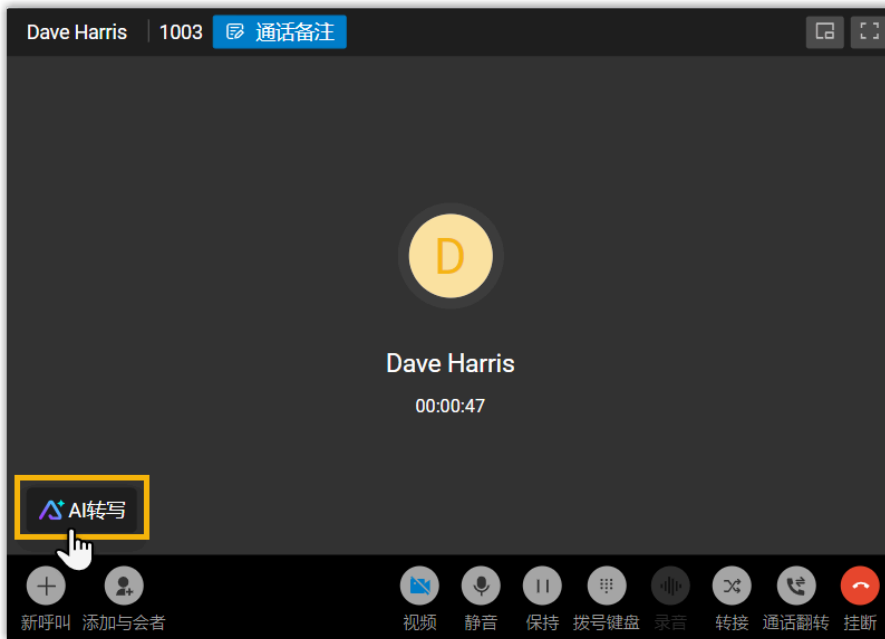 Dave Harris 1003 通话备注
D
Dave Harris
00:00:47
AI转写
新呼叫 添加与会者 视频 静音 保持 拨号键盘 录音 转接 通话翻转 挂断